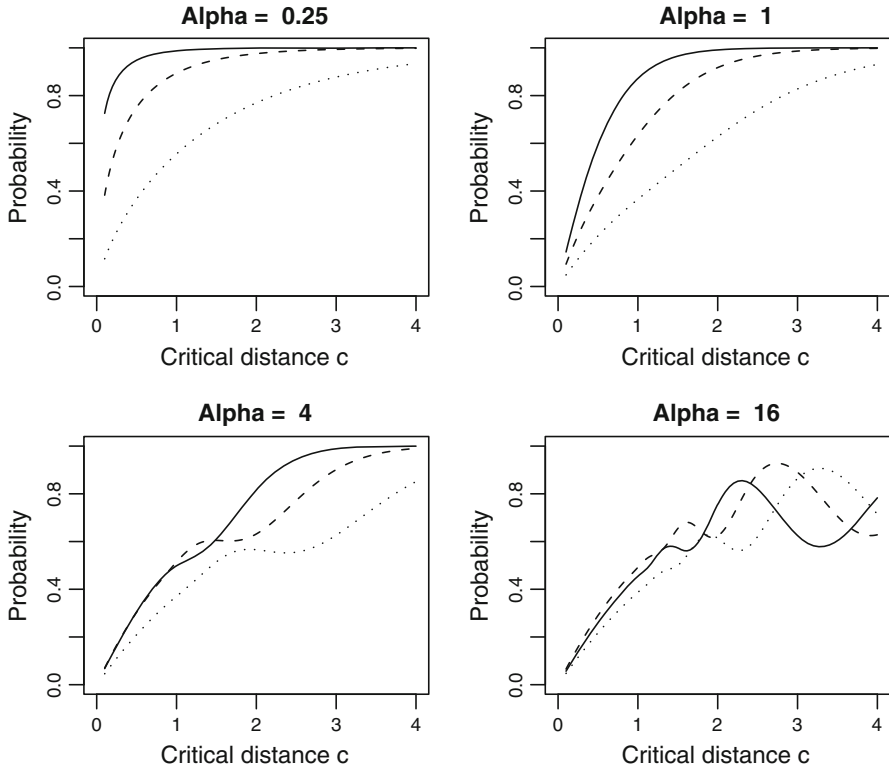 Alpha = 0.25
Probability
0.0 0.4 0.8
0 1 2 3 4
Critical distance c
Alpha = 1
Probability
0.0 0.4 0.8
0 1 2 3 4
Critical distance c
Alpha = 4
Probability
0.0 0.4 0.8
0 1 2 3 4
Critical distance c
Alpha = 16
Probability
0.0 0.4 0.8
0 1 2 3 4
Critical distance c